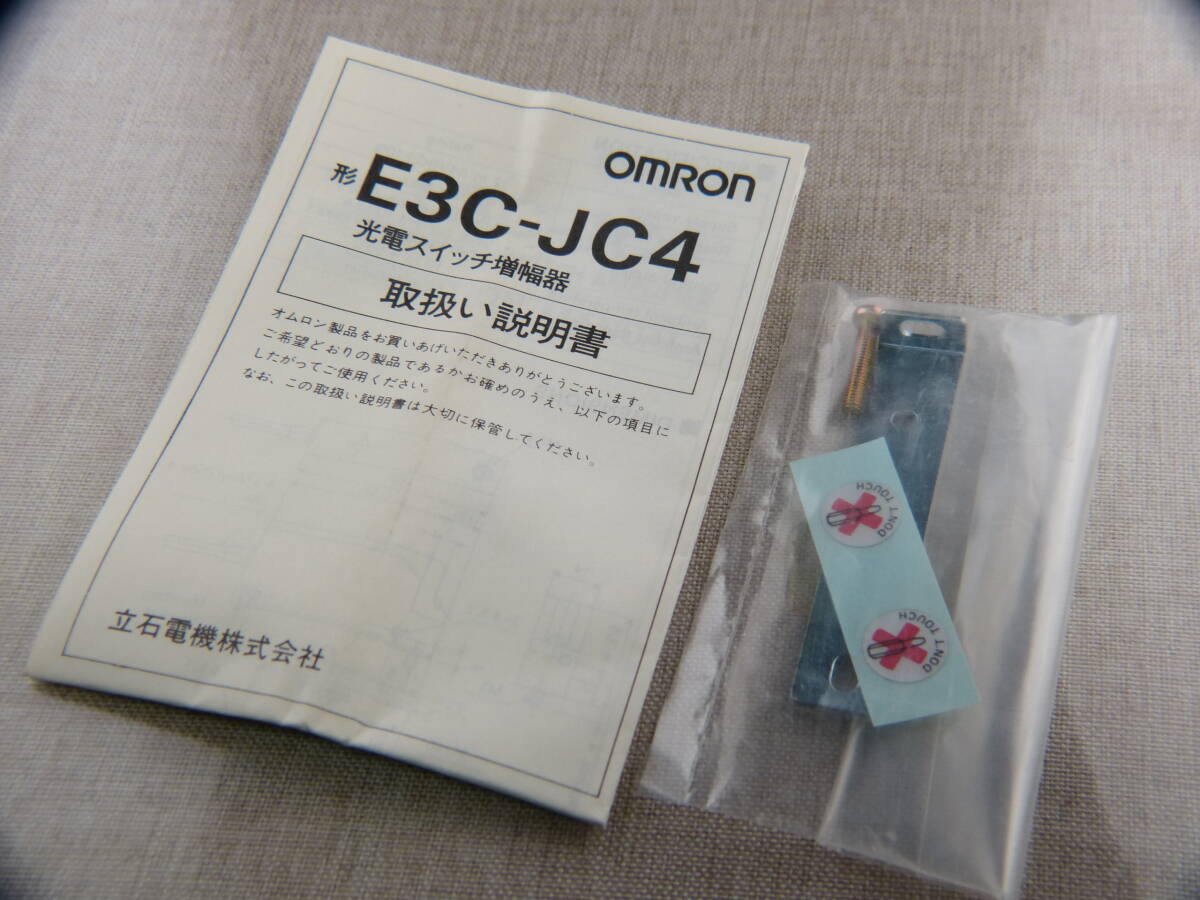 OMRON
形 E3C-JC4
光電スイッチ増幅器
取扱い説明書
オムロン製品をお買いあげいただきありがとうございます。
ご希望どおりの製品であるかお確めのうえ、以下の項目に
したがってご使用ください。
なお、この取扱い説明書は大切に保管してください。
立石電機株式会社
DON'T TOUCH
DON'T TOUCH